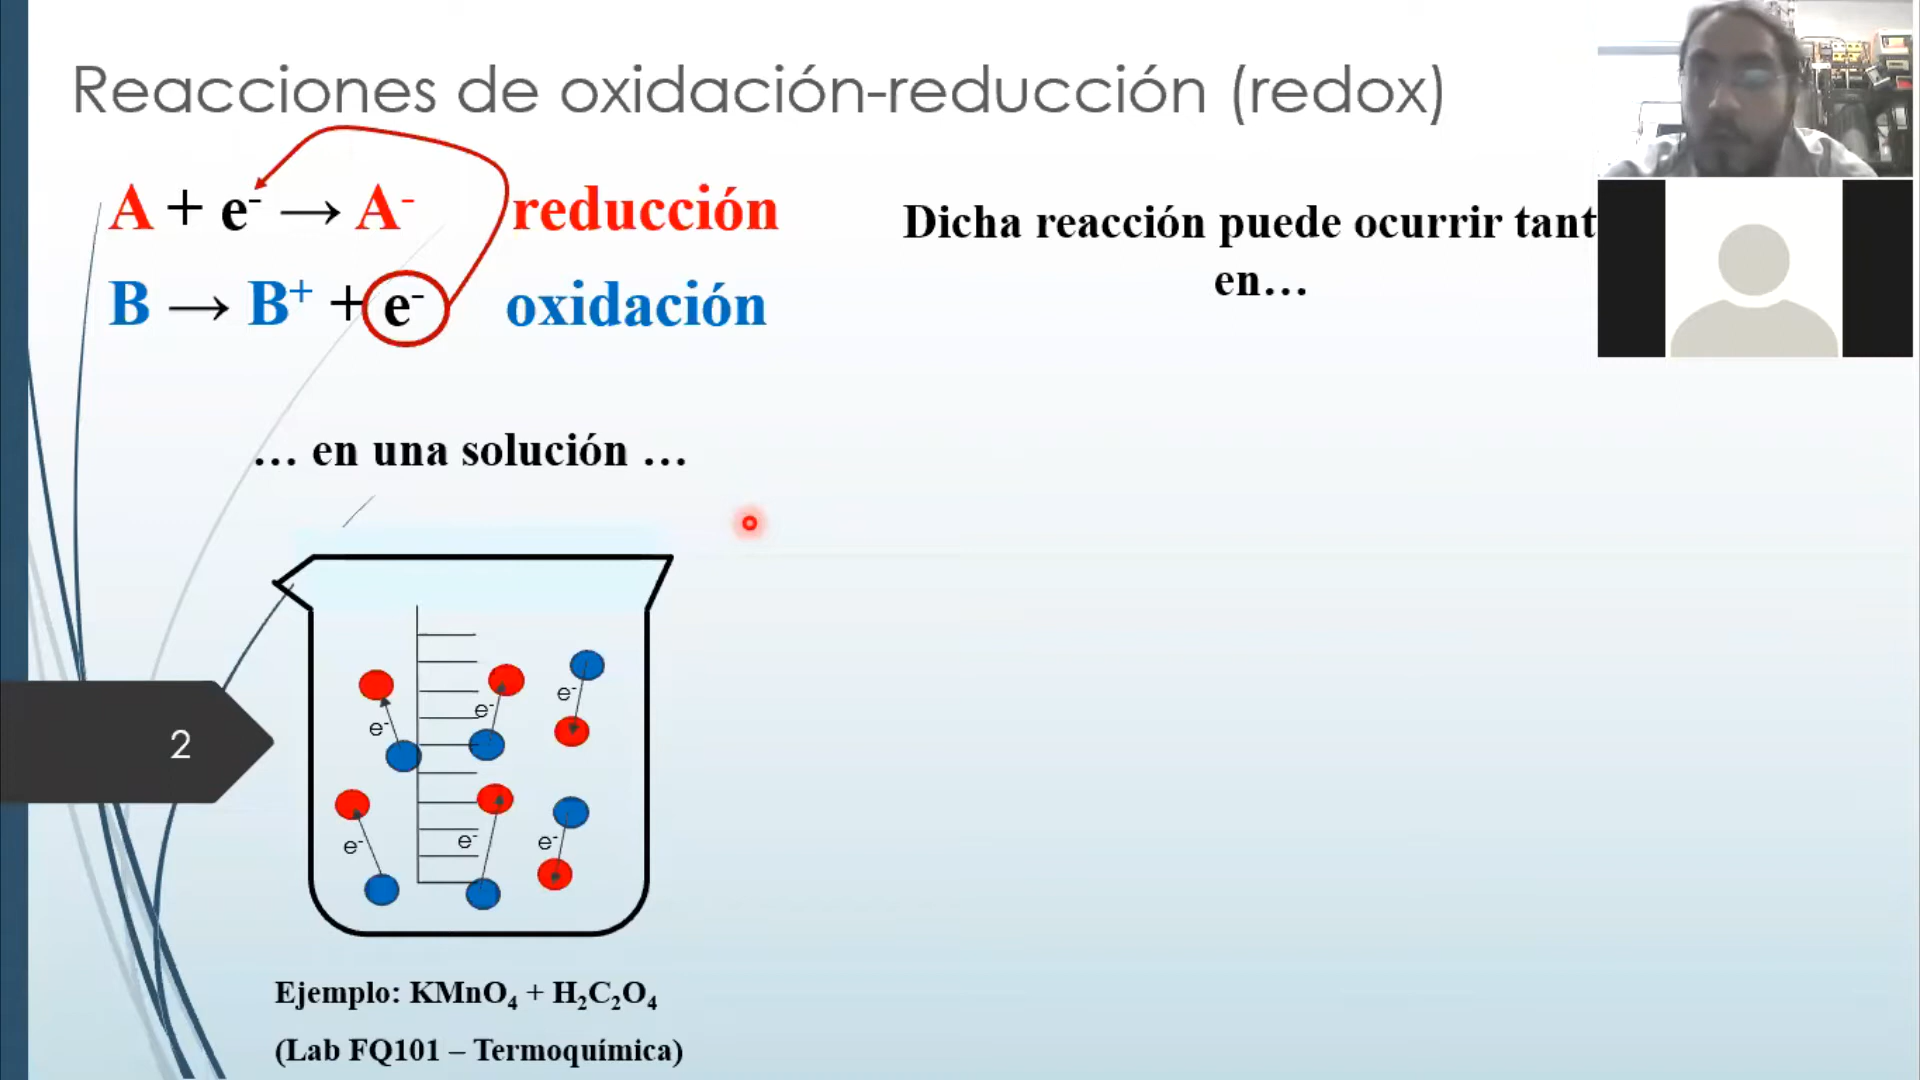 Reacciones de oxidación-reducción (redox)
A + e⁻ → A⁻ reducción
B → B⁺ + e⁻ oxidación
Dicha reacción puede ocurrir tant
en…
… en una solución …
e⁻
e⁻
e⁻
e⁻
e⁻
e⁻
2
Ejemplo: KMnO₄ + H₂C₂O₄
(Lab FQ101 – Termoquímica)